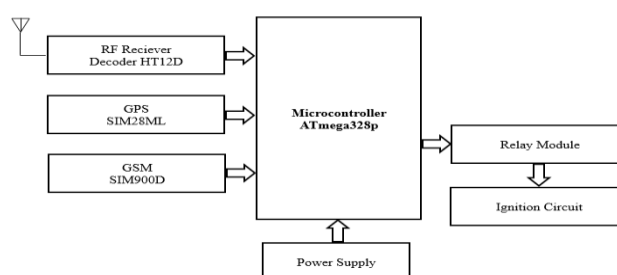 RF Reciever
Decoder HT12D
GPS
SIM28ML
GSM
SIM900D
Microcontroller
ATmega328p
Relay Module
Ignition Circuit
Power Supply